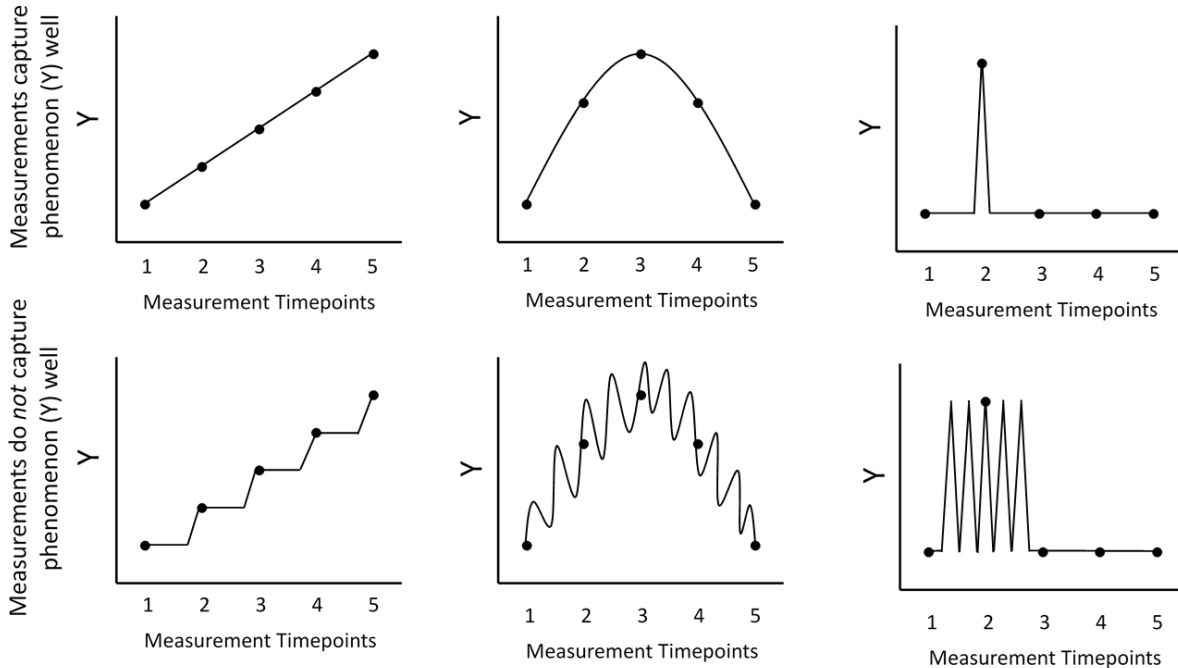 Measurements capture
phenomenon (Y) well
Y
1 2 3 4 5
Measurement Timepoints
Y
1 2 3 4 5
Measurement Timepoints
Y
1 2 3 4 5
Measurement Timepoints
Measurements do not capture
phenomenon (Y) well
Y
1 2 3 4 5
Measurement Timepoints
Y
1 2 3 4 5
Measurement Timepoints
Y
1 2 3 4 5
Measurement Timepoints